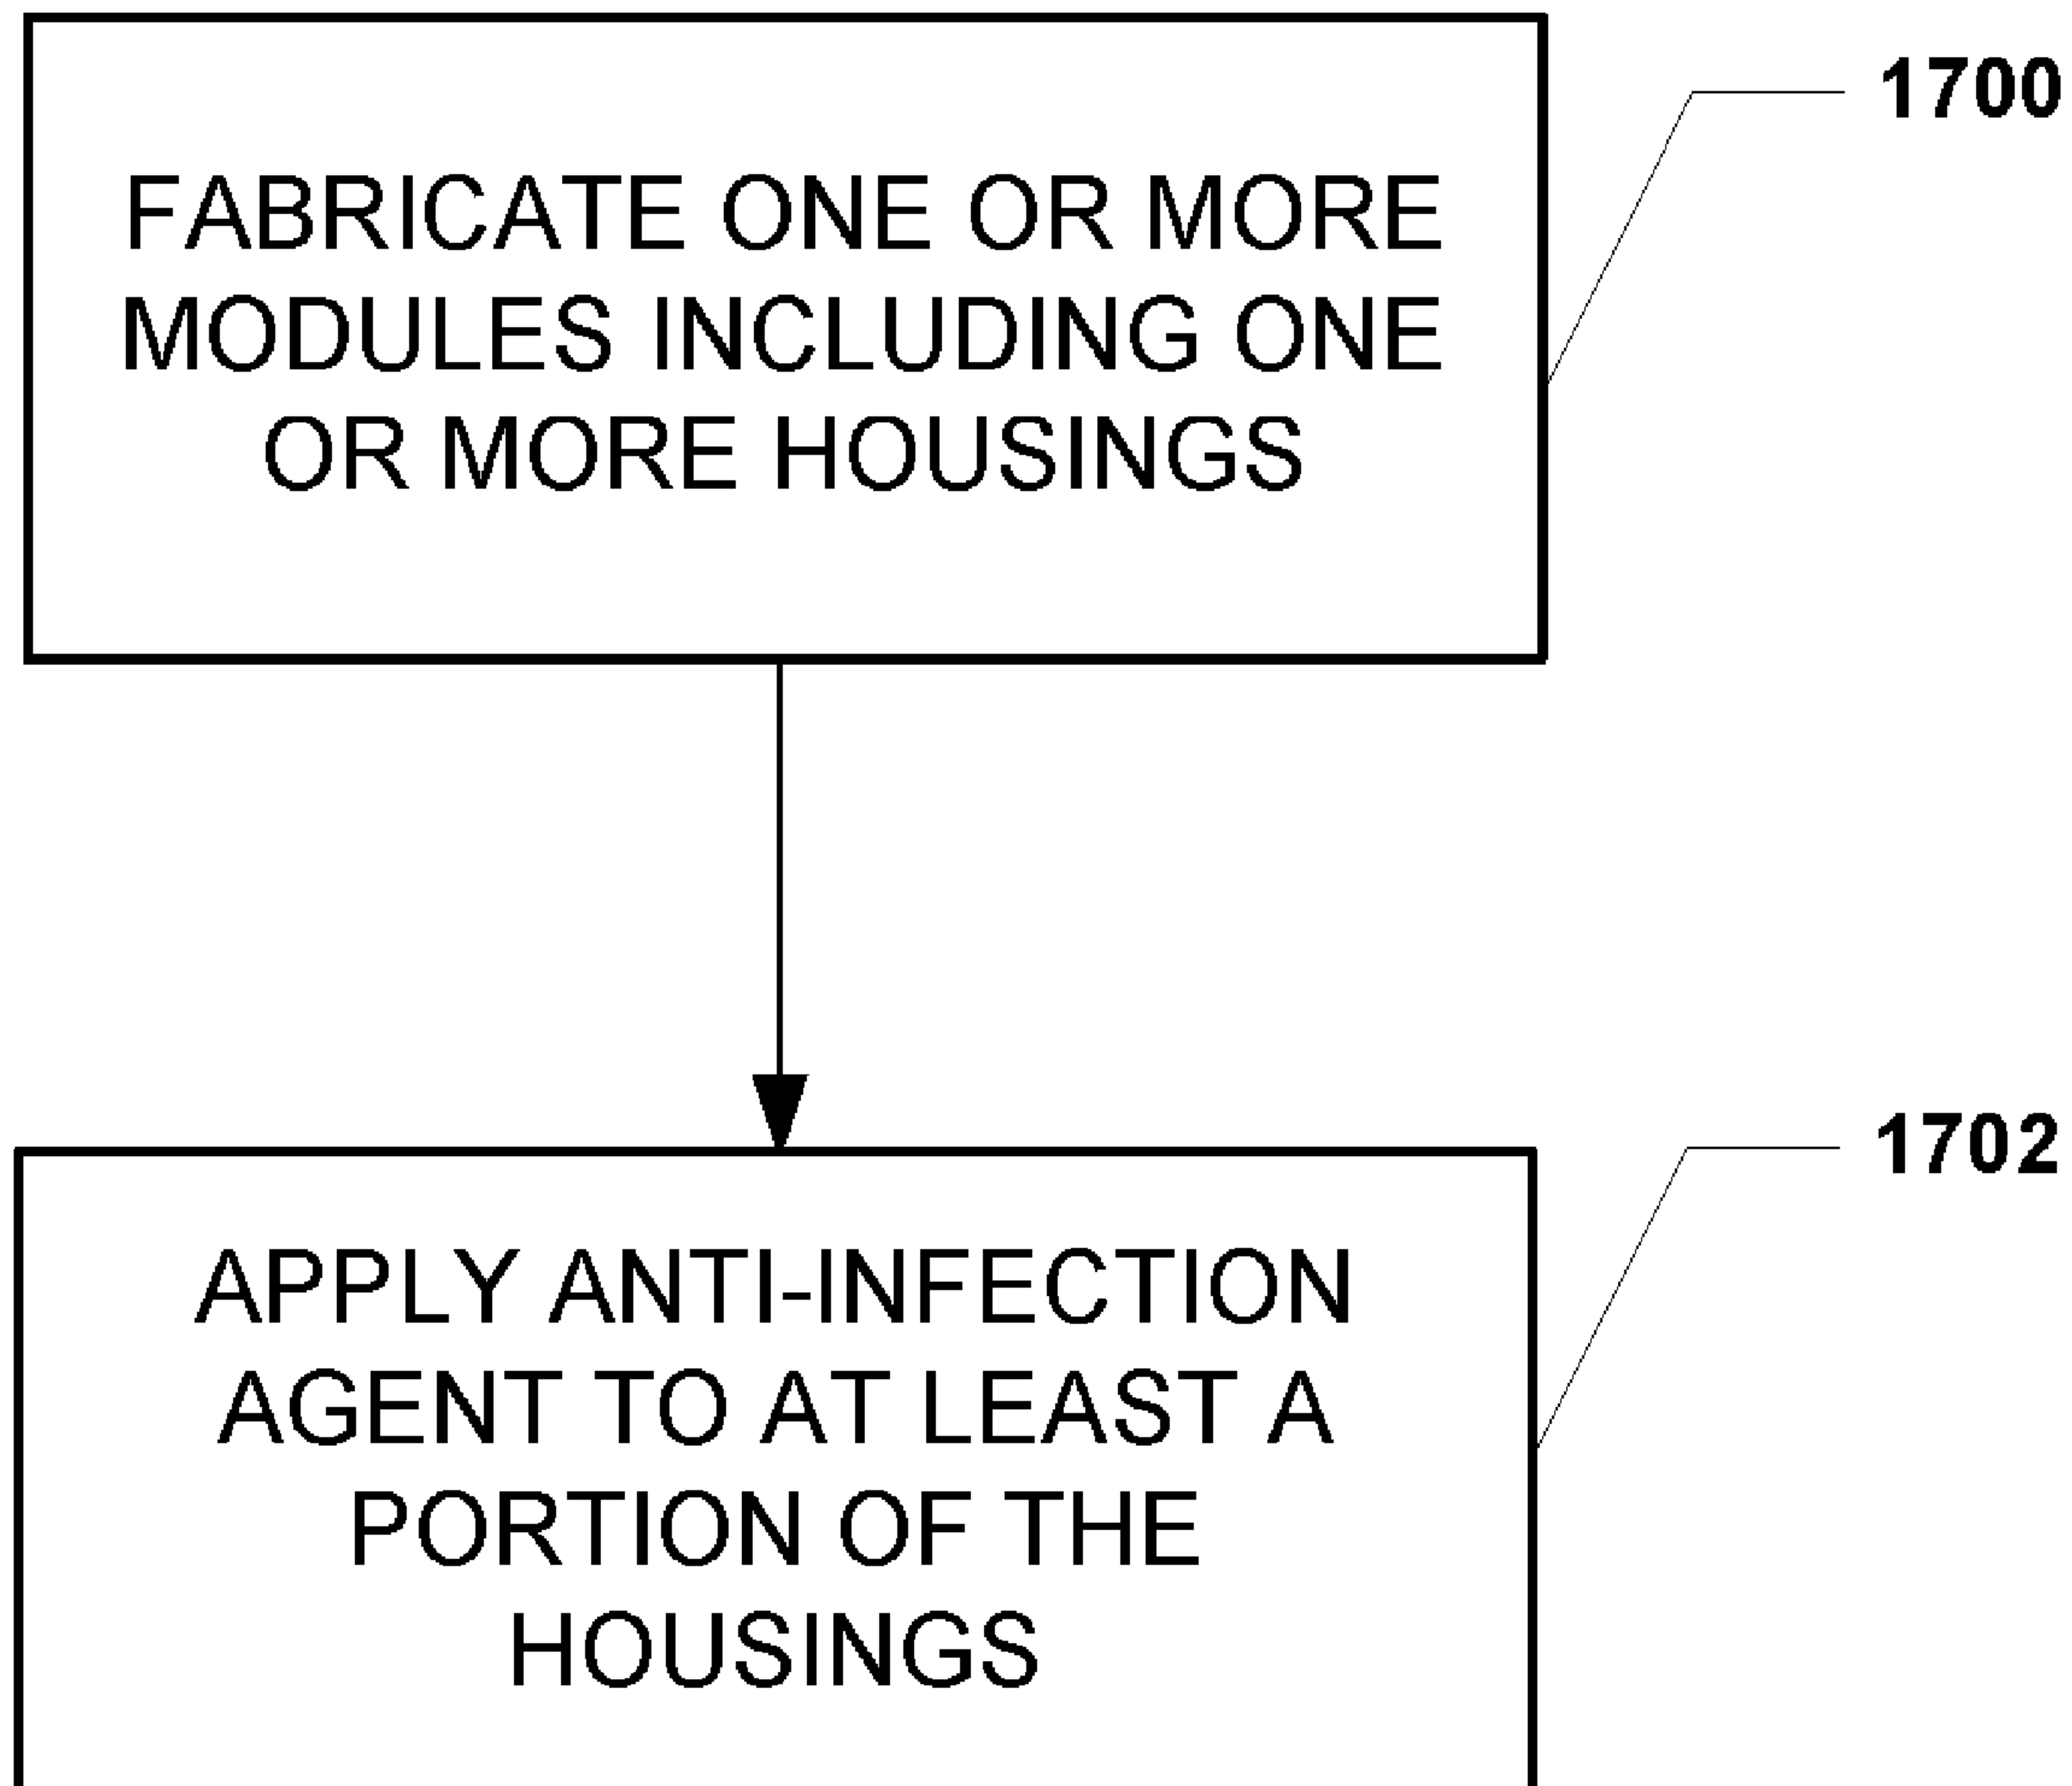 1700
FABRICATE ONE OR MORE
MODULES INCLUDING ONE
OR MORE HOUSINGS
1702
APPLY ANTI-INFECTION
AGENT TO AT LEAST A
PORTION OF THE
HOUSINGS